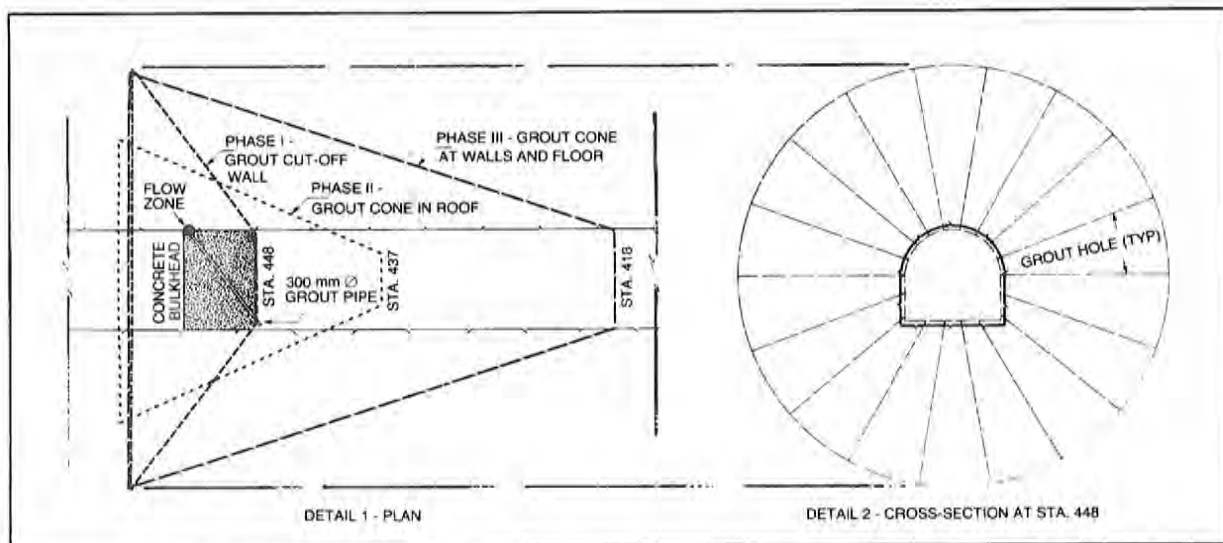 PHASE I -
GROUT CUT-OFF
WALL
PHASE III - GROUT CONE
AT WALLS AND FLOOR
FLOW
ZONE
PHASE II -
GROUT CONE IN ROOF
CONCRETE
BULKHEAD
STA. 448
300 mm Ø
GROUT PIPE
STA. 437
STA. 418
GROUT HOLE (TYP)
DETAIL 1 - PLAN
DETAIL 2 - CROSS-SECTION AT STA. 448